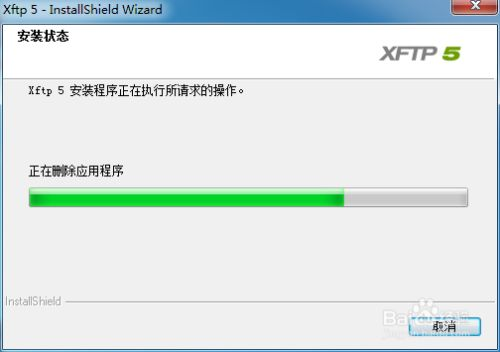 Xftp 5 - InstallShield Wizard
安装状态
XFTP 5
Xftp 5 安装程序正在执行所请求的操作。
正在删除应用程序
InstallShield
取消